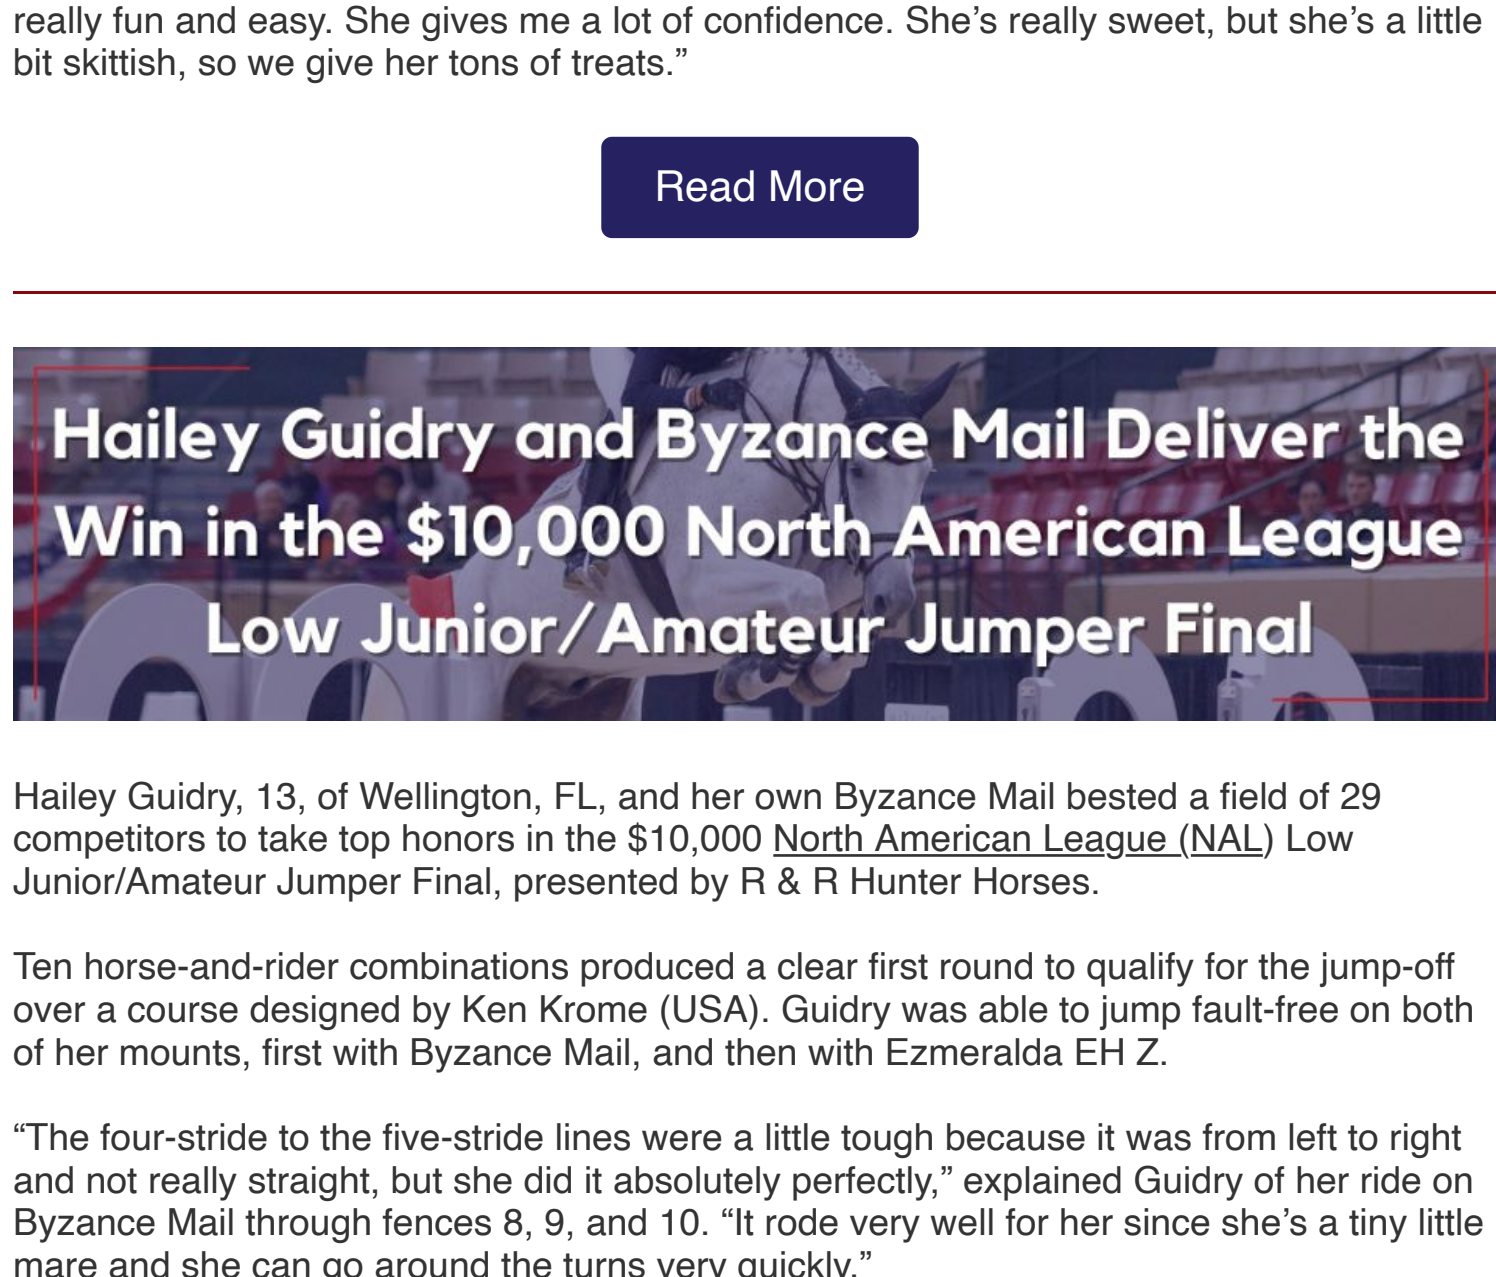 really fun and easy. She gives me a lot of confidence. She’s really sweet, but she’s a little
bit skittish, so we give her tons of treats.”
Read More
Hailey Guidry and Byzance Mail Deliver the
Win in the $10,000 North American League
Low Junior/Amateur Jumper Final
Hailey Guidry, 13, of Wellington, FL, and her own Byzance Mail bested a field of 29
competitors to take top honors in the $10,000 North American League (NAL) Low
Junior/Amateur Jumper Final, presented by R & R Hunter Horses.
Ten horse-and-rider combinations produced a clear first round to qualify for the jump-off
over a course designed by Ken Krome (USA). Guidry was able to jump fault-free on both
of her mounts, first with Byzance Mail, and then with Ezmeralda EH Z.
“The four-stride to the five-stride lines were a little tough because it was from left to right
and not really straight, but she did it absolutely perfectly,” explained Guidry of her ride on
Byzance Mail through fences 8, 9, and 10. “It rode very well for her since she’s a tiny little
mare and she can go around the turns very quickly.”